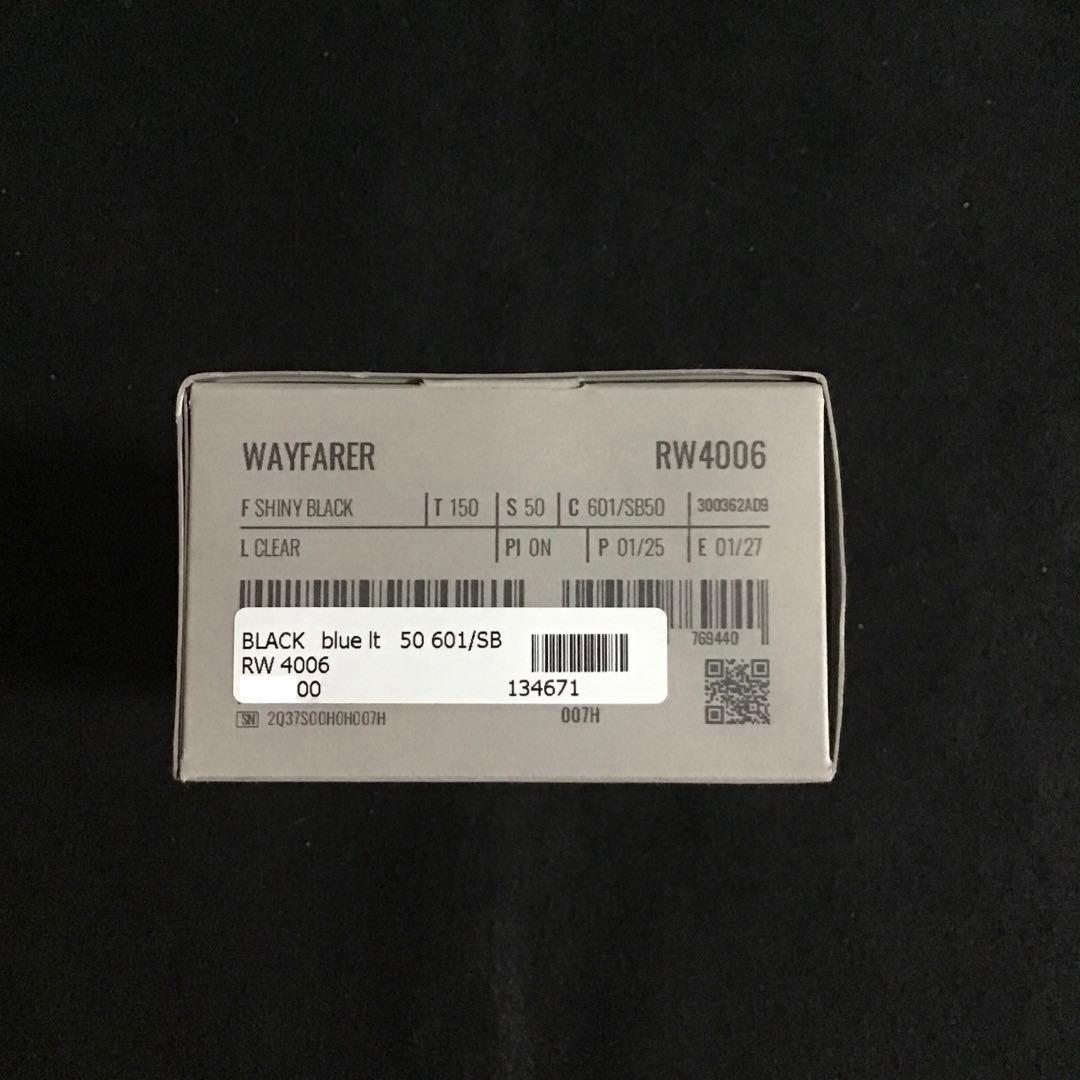 WAYFARER RW4006
F SHINY BLACK T 150 S 50 C 601/SB50 300362AD9
L CLEAR PI ON P 01/25 E 01/27
769440
BLACK blue lt 50 601/SB
RW 4006
00 134671
SN 2Q37S00H0H007H 007H